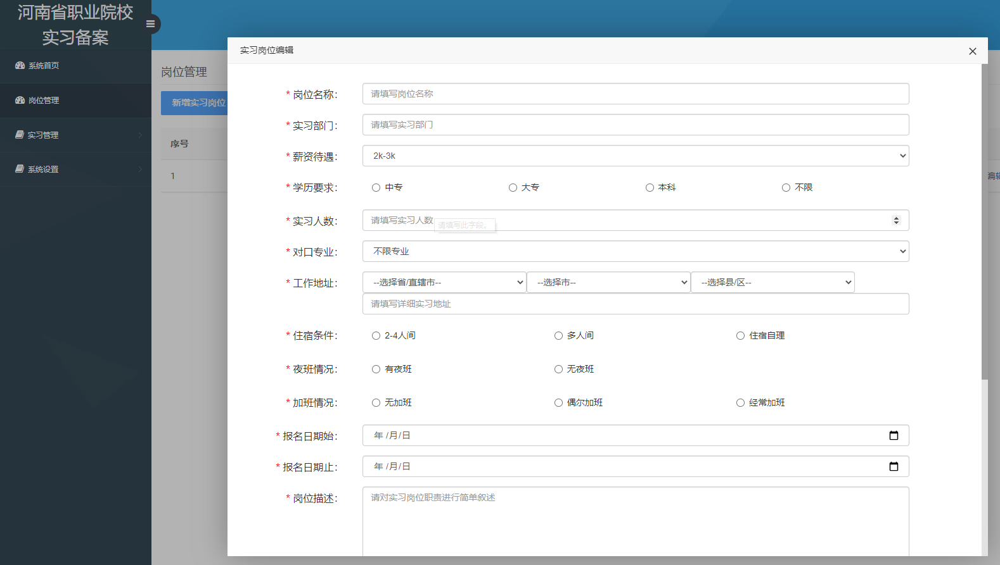 河南省职业院校
实习备案
系统首页
岗位管理
实习管理
系统设置
岗位管理
新增实习岗位
序号
1
编辑
实习岗位编辑
* 岗位名称： 请填写岗位名称
* 实习部门： 请填写实习部门
* 薪资待遇： 2k-3k
* 学历要求： 中专 大专 本科 不限
* 实习人数： 请填写实习人数
请填写此字段。
* 对口专业： 不限专业
* 工作地址： --选择省/直辖市-- --选择市-- --选择县/区--
请填写详细实习地址
* 住宿条件： 2-4人间 多人间 住宿自理
* 夜班情况： 有夜班 无夜班
* 加班情况： 无加班 偶尔加班 经常加班
* 报名日期始： 年 /月/日
* 报名日期止： 年 /月/日
* 岗位描述： 请对实习岗位职责进行简单叙述